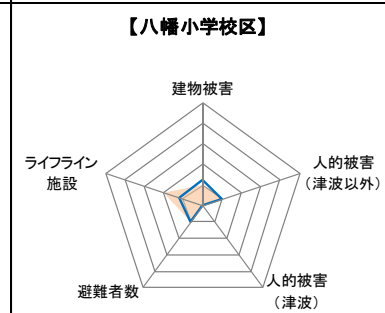 【八幡小学校区】
建物被害
ライフライン
施設
人的被害
（津波以外）
避難者数
人的被害
（津波）